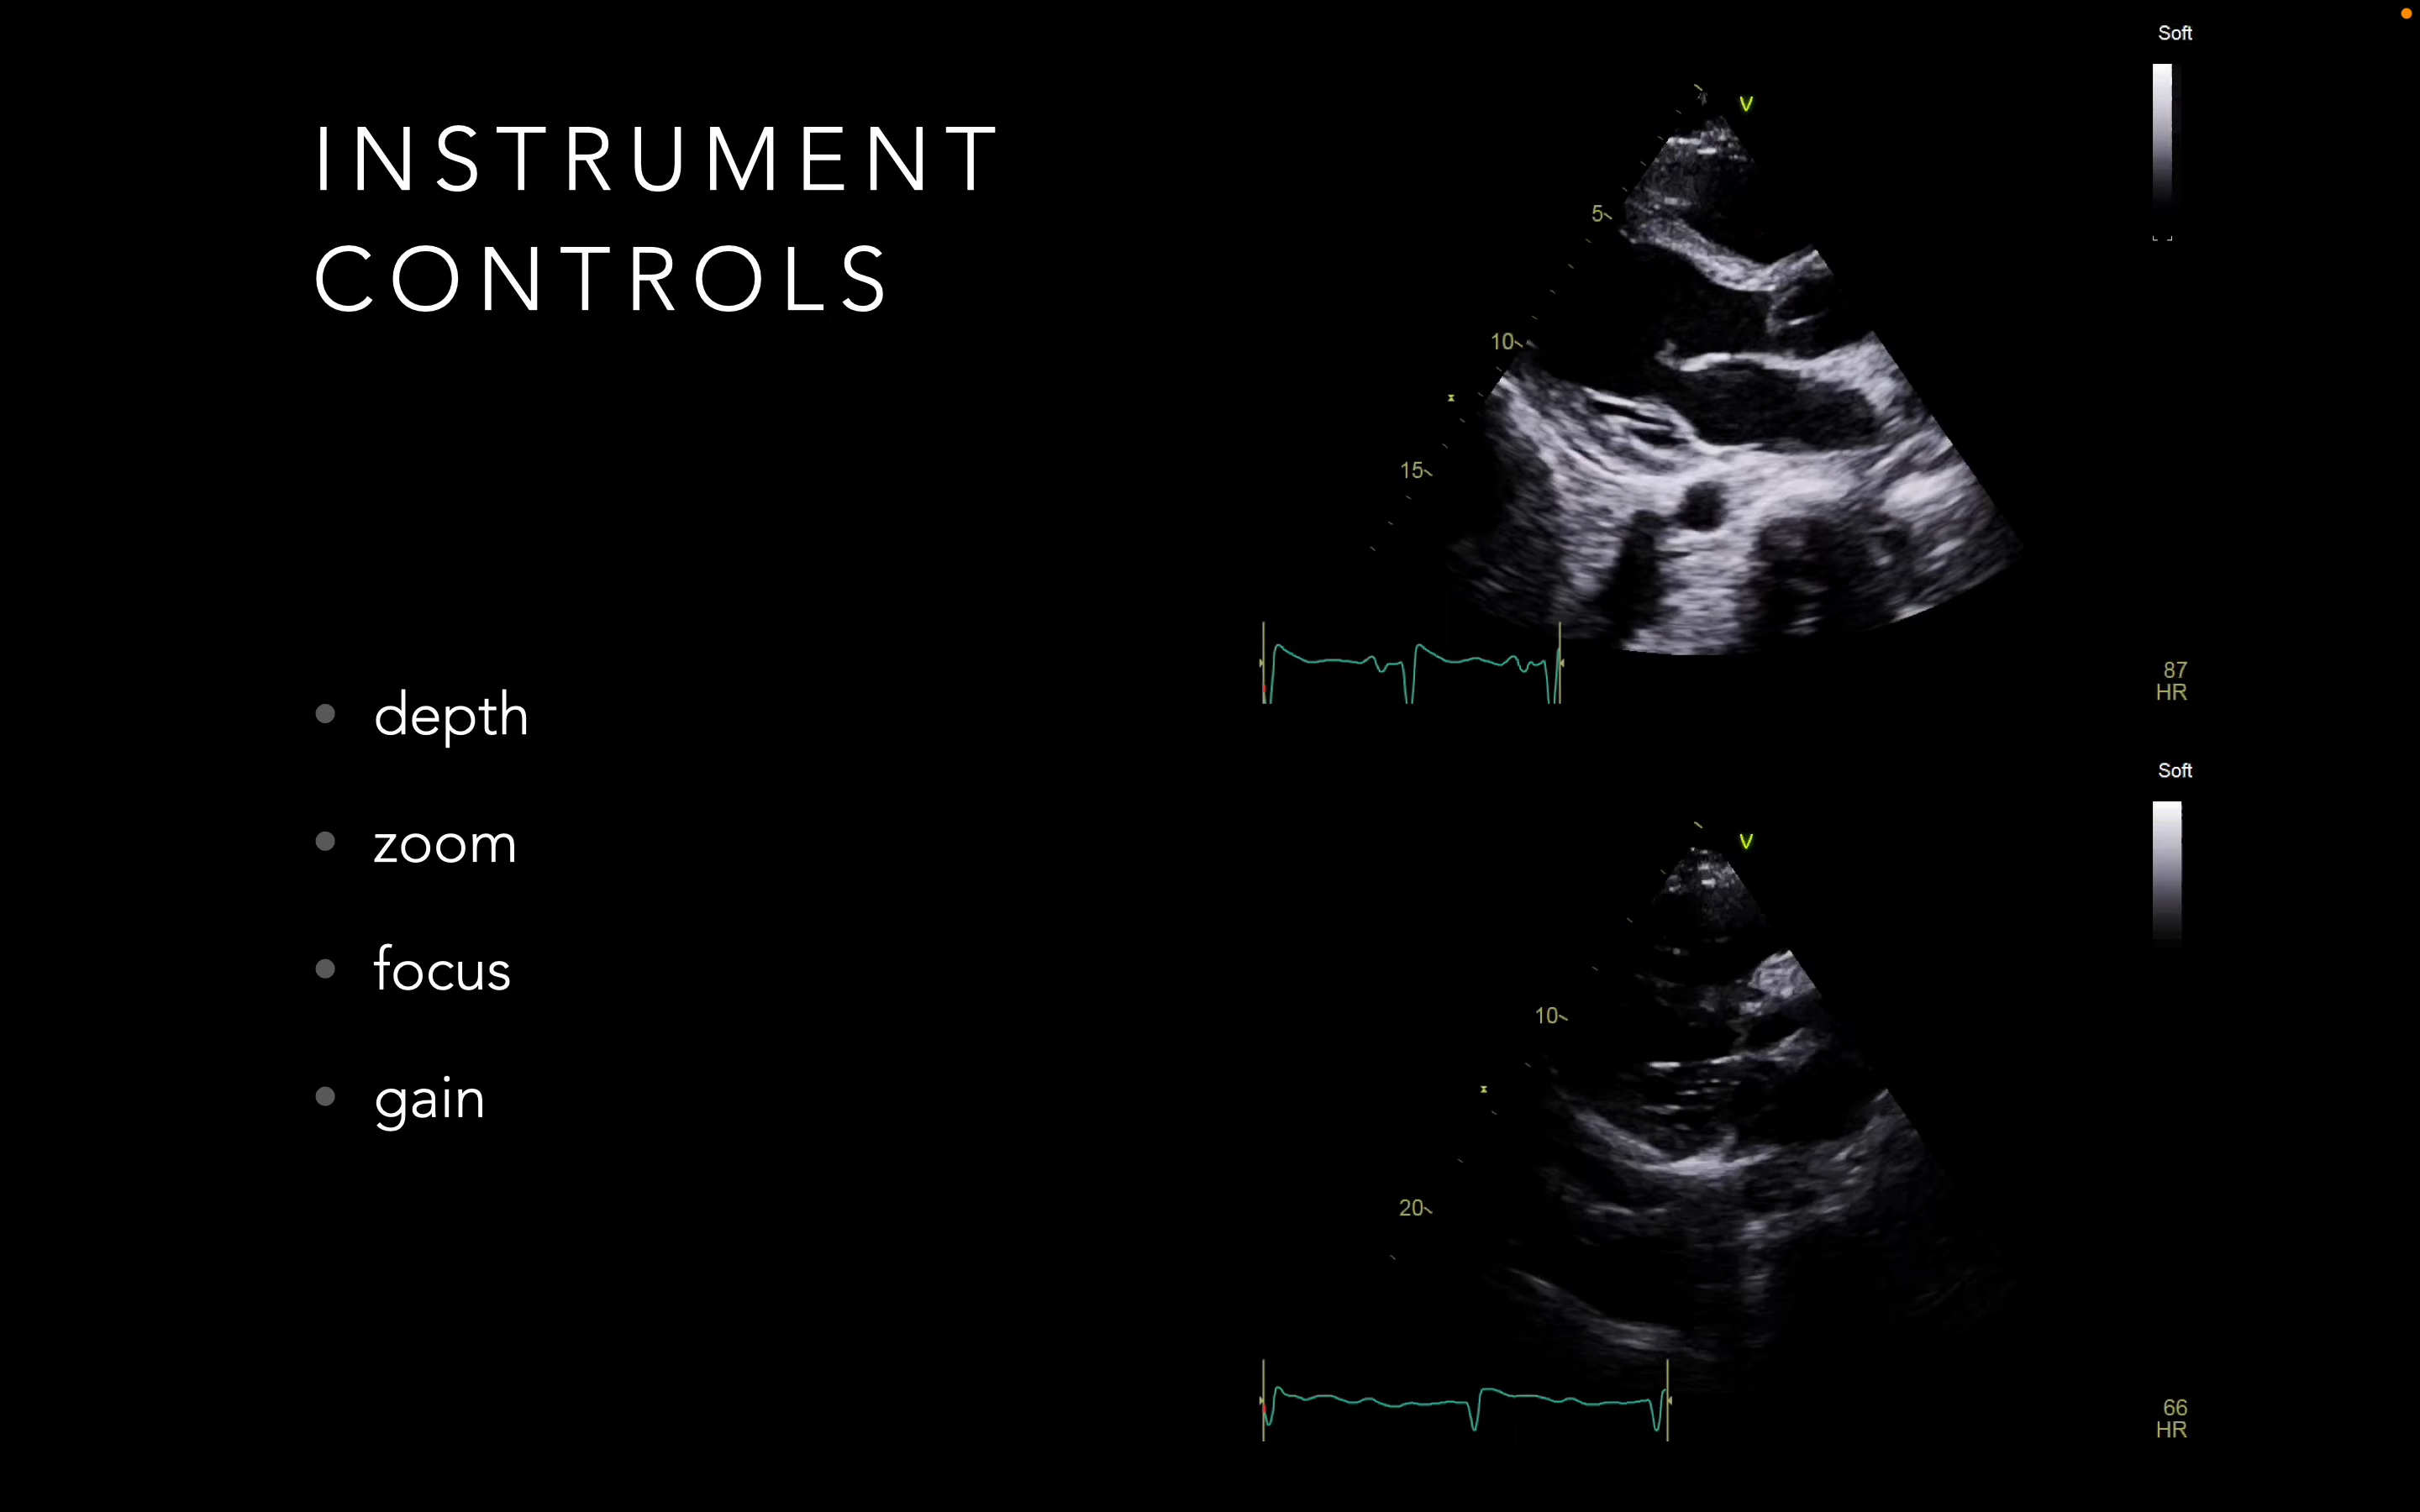 INSTRUMENT
CONTROLS
depth
zoom
focus
gain
Soft
V
5
10
15
87
HR
Soft
V
10
20
66
HR